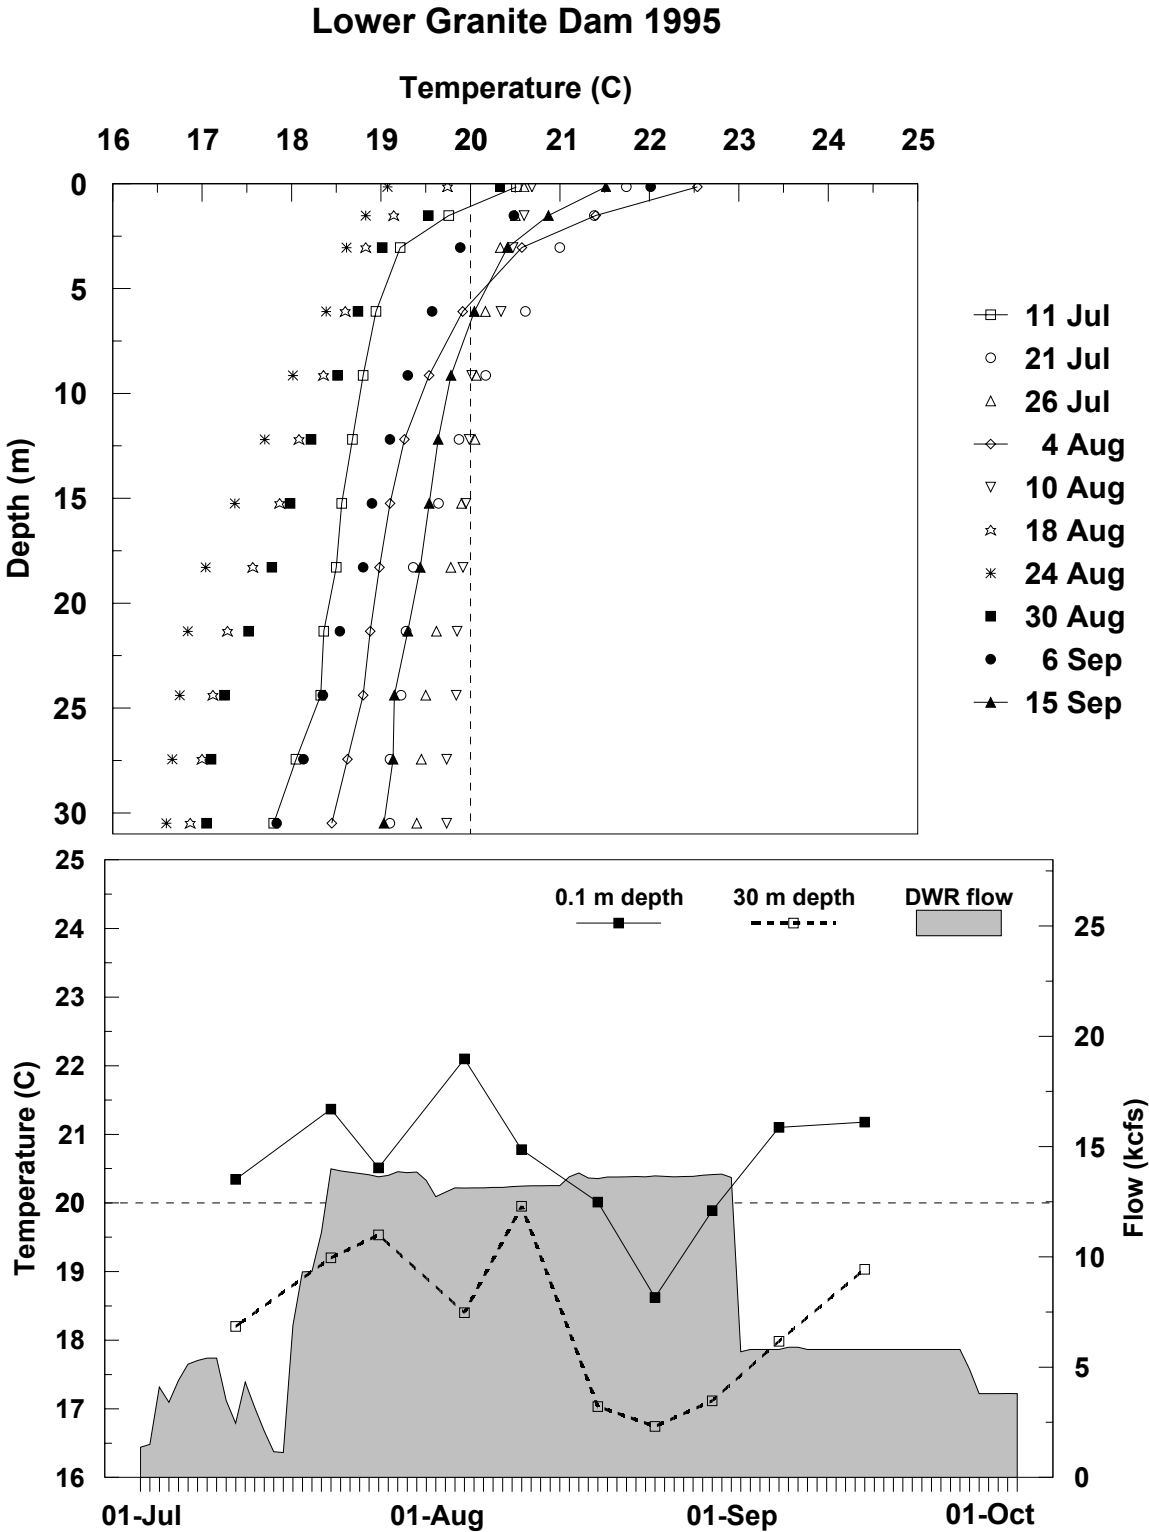 Lower Granite Dam 1995
Temperature (C)
16 17 18 19 20 21 22 23 24 25
0
5
10
15
20
25
30
Depth (m)
11 Jul
21 Jul
26 Jul
4 Aug
10 Aug
18 Aug
24 Aug
30 Aug
6 Sep
15 Sep
25
24
23
22
21
20
19
18
17
16
Temperature (C)
0.1 m depth 30 m depth DWR flow
25
20
15
10
5
0
Flow (kcfs)
01-Jul 01-Aug 01-Sep 01-Oct